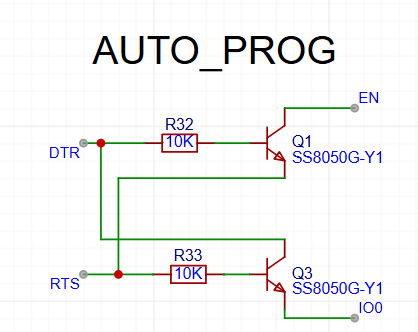 AUTO_PROG
EN
R32
10K
DTR
Q1
SS8050G-Y1
R33
10K
RTS
Q3
SS8050G-Y1
IO0